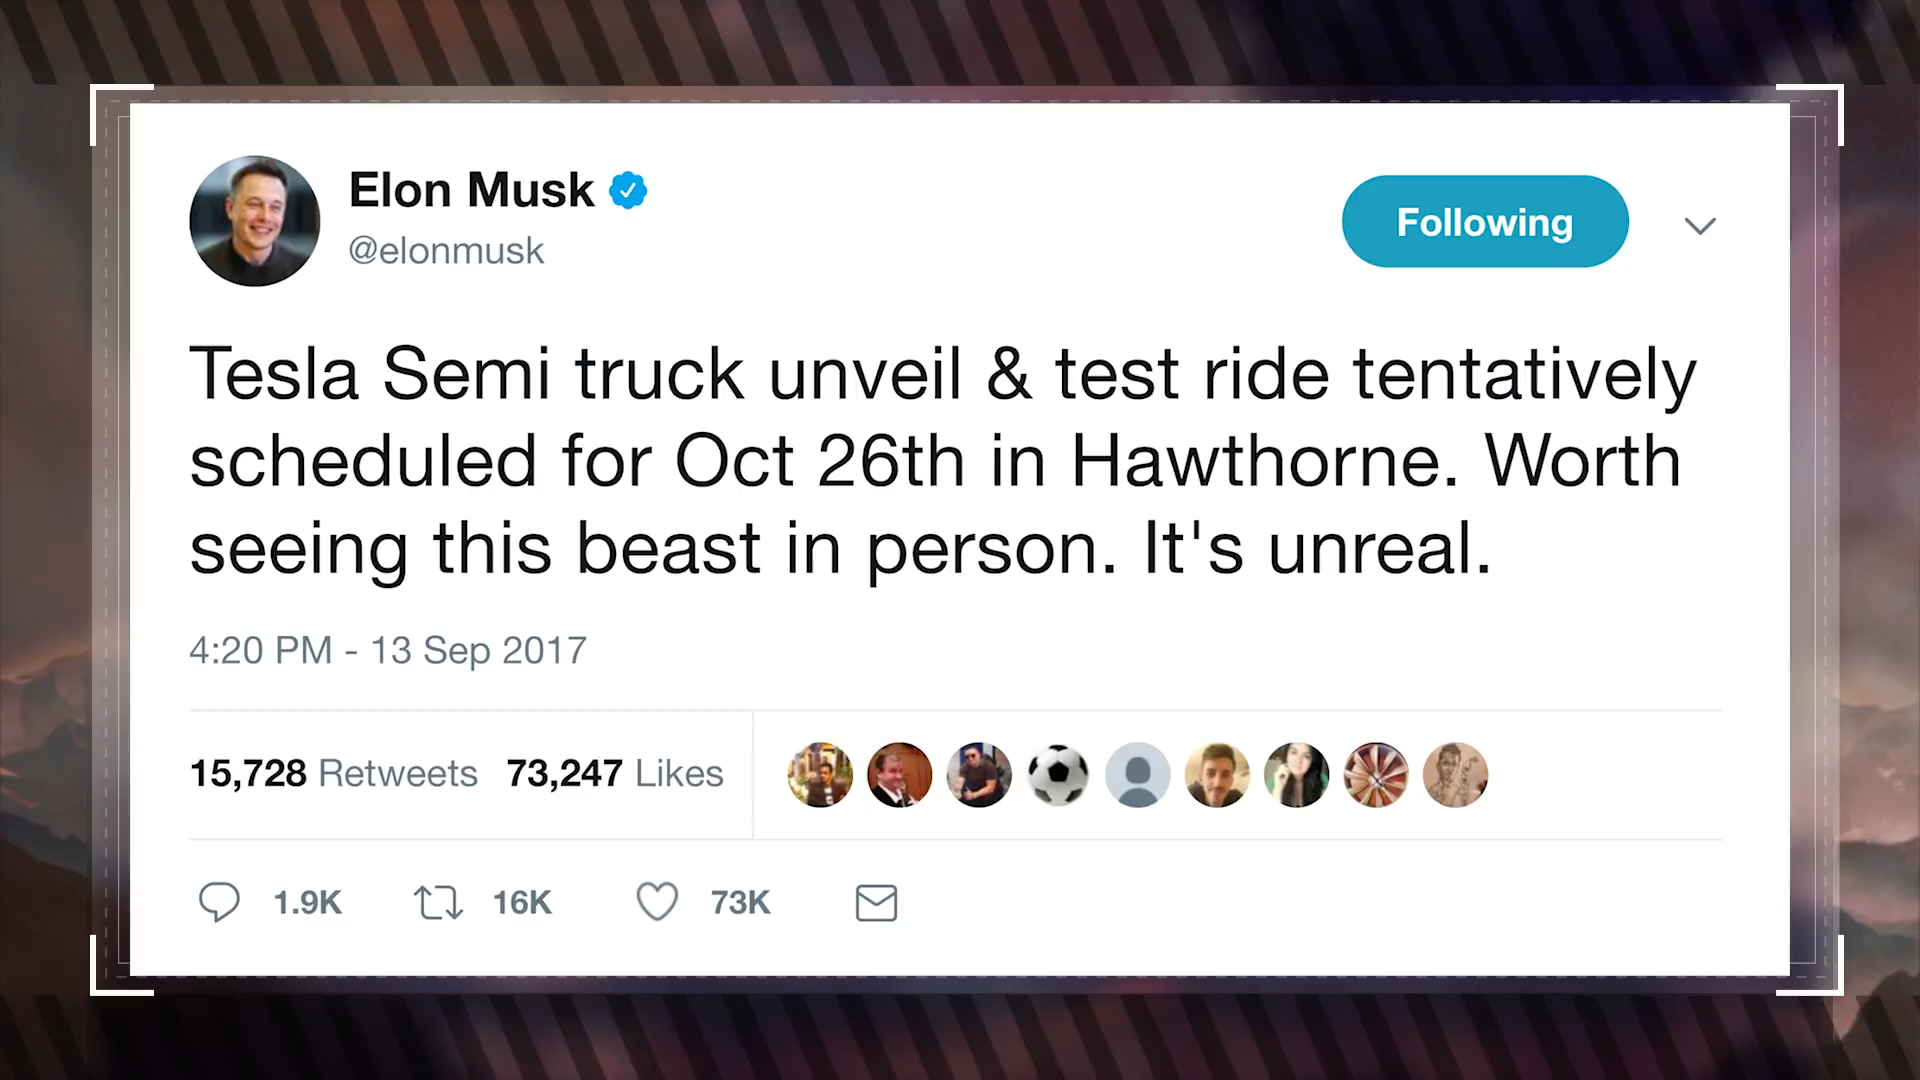 Elon Musk
@elonmusk
Following
Tesla Semi truck unveil & test ride tentatively
scheduled for Oct 26th in Hawthorne. Worth
seeing this beast in person. It's unreal.
4:20 PM - 13 Sep 2017
15,728 Retweets 73,247 Likes
1.9K 16K 73K